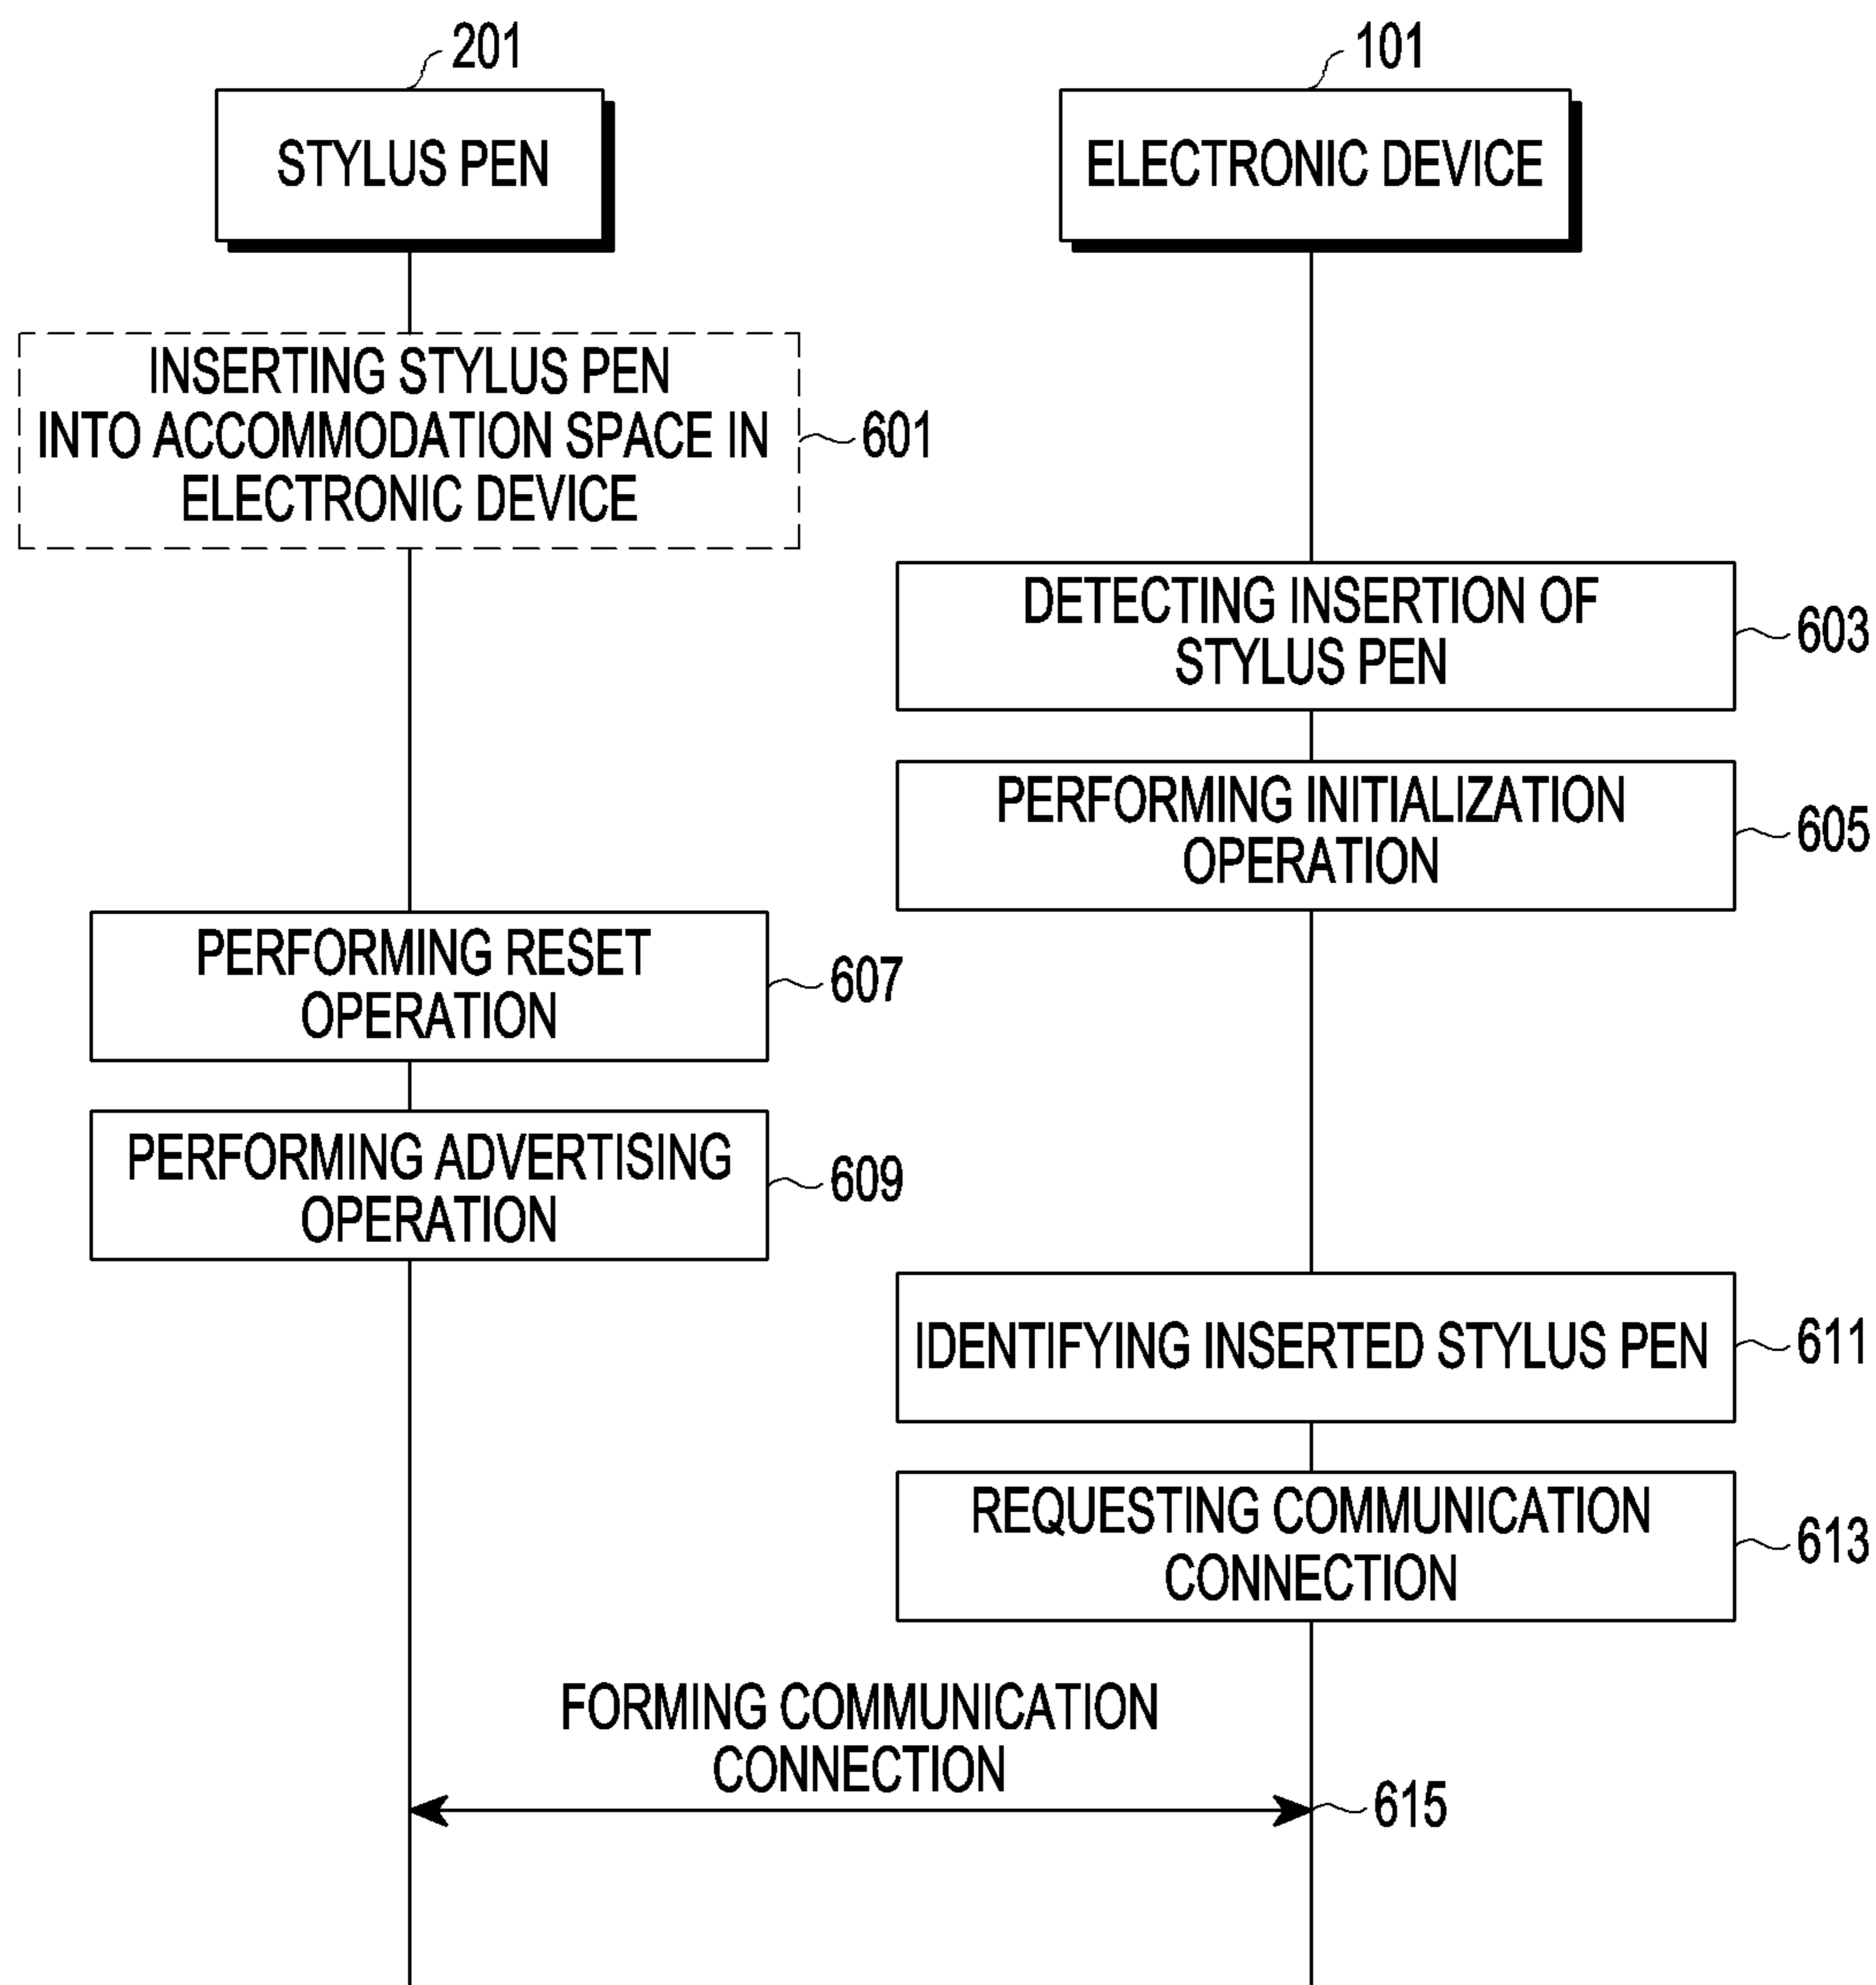 201
101
STYLUS PEN
ELECTRONIC DEVICE
INSERTING STYLUS PEN
INTO ACCOMMODATION SPACE IN
ELECTRONIC DEVICE
601
DETECTING INSERTION OF
STYLUS PEN
603
PERFORMING INITIALIZATION
OPERATION
605
PERFORMING RESET
OPERATION
607
PERFORMING ADVERTISING
OPERATION
609
IDENTIFYING INSERTED STYLUS PEN
611
REQUESTING COMMUNICATION
CONNECTION
613
FORMING COMMUNICATION
CONNECTION
615